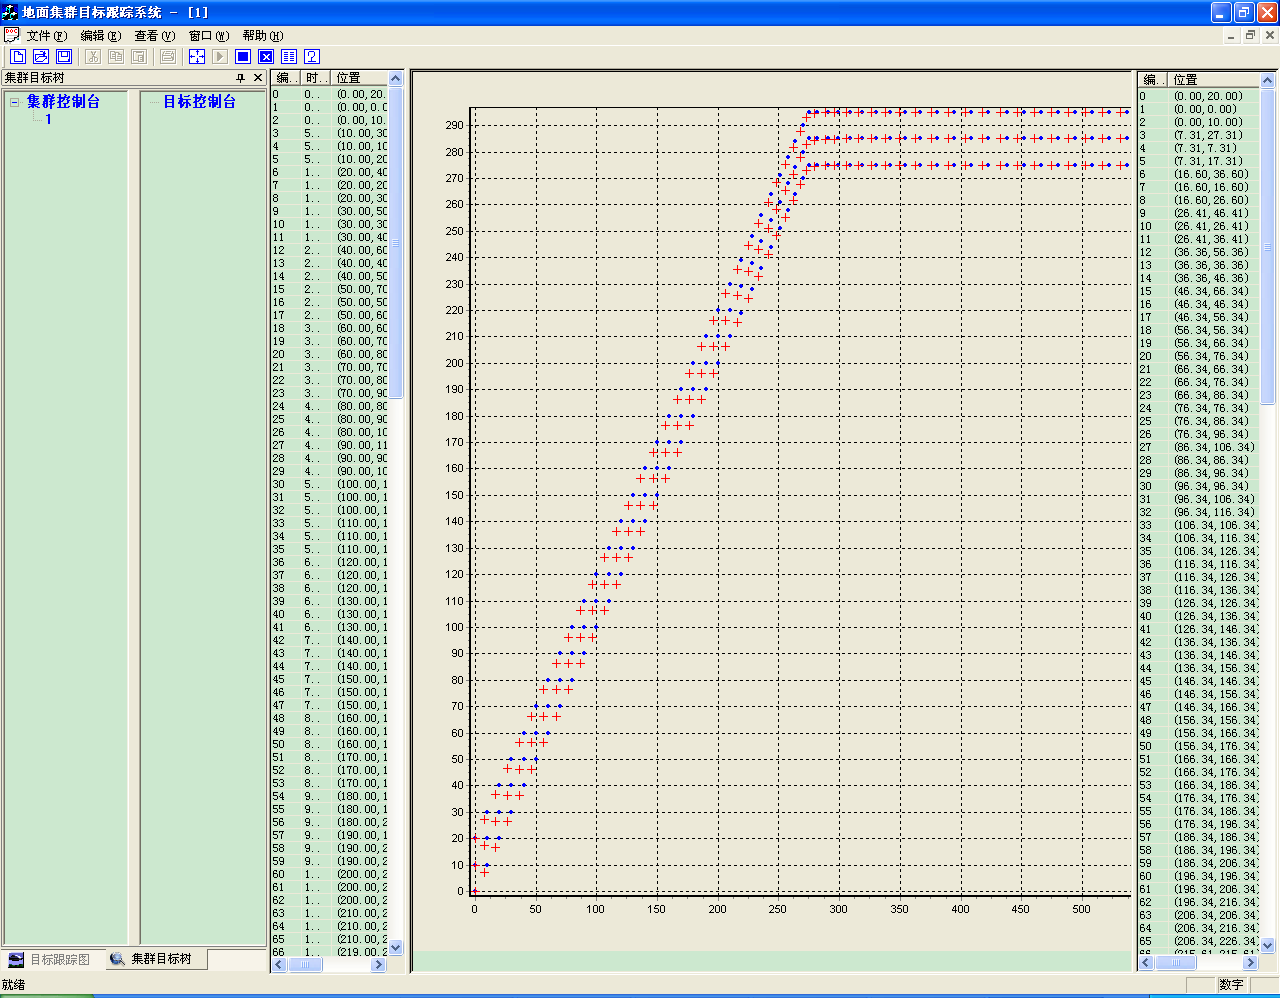 地面集群目标跟踪系统 - [1]
文件(F) 编辑(E) 查看(V) 窗口(W) 帮助(H)
集群目标树
集群控制台
1
目标控制台
目标跟踪图 集群目标树
编.. 时.. 位置
0 0.. (0.00,20.
1 0.. (0.00,0.0
2 0.. (0.00,10.
3 5.. (10.00,30
4 5.. (10.00,10
5 5.. (10.00,20
6 1.. (20.00,40
7 1.. (20.00,20
8 1.. (20.00,30
9 1.. (30.00,50
10 1.. (30.00,30
11 1.. (30.00,40
12 2.. (40.00,60
13 2.. (40.00,40
14 2.. (40.00,50
15 2.. (50.00,70
16 2.. (50.00,50
17 2.. (50.00,60
18 3.. (60.00,60
19 3.. (60.00,70
20 3.. (60.00,80
21 3.. (70.00,70
22 3.. (70.00,80
23 3.. (70.00,90
24 4.. (80.00,80
25 4.. (80.00,90
26 4.. (80.00,10
27 4.. (90.00,11
28 4.. (90.00,90
29 4.. (90.00,10
30 5.. (100.00,1
31 5.. (100.00,1
32 5.. (100.00,1
33 5.. (110.00,1
34 5.. (110.00,1
35 5.. (110.00,1
36 6.. (120.00,1
37 6.. (120.00,1
38 6.. (120.00,1
39 6.. (130.00,1
40 6.. (130.00,1
41 6.. (130.00,1
42 7.. (140.00,1
43 7.. (140.00,1
44 7.. (140.00,1
45 7.. (150.00,1
46 7.. (150.00,1
47 7.. (150.00,1
48 8.. (160.00,1
49 8.. (160.00,1
50 8.. (160.00,1
51 8.. (170.00,1
52 8.. (170.00,1
53 8.. (170.00,1
54 9.. (180.00,1
55 9.. (180.00,1
56 9.. (180.00,2
57 9.. (190.00,1
58 9.. (190.00,2
59 9.. (190.00,2
60 1.. (200.00,2
61 1.. (200.00,2
62 1.. (200.00,2
63 1.. (210.00,2
64 1.. (210.00,2
65 1.. (210.00,2
66 1.. (219.00,2
290
280
270
260
250
240
230
220
210
200
190
180
170
160
150
140
130
120
110
100
90
80
70
60
50
40
30
20
10
0
0 50 100 150 200 250 300 350 400 450 500
编.. 位置
0 (0.00,20.00)
1 (0.00,0.00)
2 (0.00,10.00)
3 (7.31,27.31)
4 (7.31,7.31)
5 (7.31,17.31)
6 (16.60,36.60)
7 (16.60,16.60)
8 (16.60,26.60)
9 (26.41,46.41)
10 (26.41,26.41)
11 (26.41,36.41)
12 (36.36,56.36)
13 (36.36,36.36)
14 (36.36,46.36)
15 (46.34,66.34)
16 (46.34,46.34)
17 (46.34,56.34)
18 (56.34,56.34)
19 (56.34,66.34)
20 (56.34,76.34)
21 (66.34,66.34)
22 (66.34,76.34)
23 (66.34,86.34)
24 (76.34,76.34)
25 (76.34,86.34)
26 (76.34,96.34)
27 (86.34,106.34)
28 (86.34,86.34)
29 (86.34,96.34)
30 (96.34,96.34)
31 (96.34,106.34)
32 (96.34,116.34)
33 (106.34,106.34)
34 (106.34,116.34)
35 (106.34,126.34)
36 (116.34,116.34)
37 (116.34,126.34)
38 (116.34,136.34)
39 (126.34,126.34)
40 (126.34,136.34)
41 (126.34,146.34)
42 (136.34,136.34)
43 (136.34,146.34)
44 (136.34,156.34)
45 (146.34,146.34)
46 (146.34,156.34)
47 (146.34,166.34)
48 (156.34,156.34)
49 (156.34,166.34)
50 (156.34,176.34)
51 (166.34,166.34)
52 (166.34,176.34)
53 (166.34,186.34)
54 (176.34,176.34)
55 (176.34,186.34)
56 (176.34,196.34)
57 (186.34,186.34)
58 (186.34,196.34)
59 (186.34,206.34)
60 (196.34,196.34)
61 (196.34,206.34)
62 (196.34,216.34)
63 (206.34,206.34)
64 (206.34,216.34)
65 (206.34,226.34)
就绪
数字